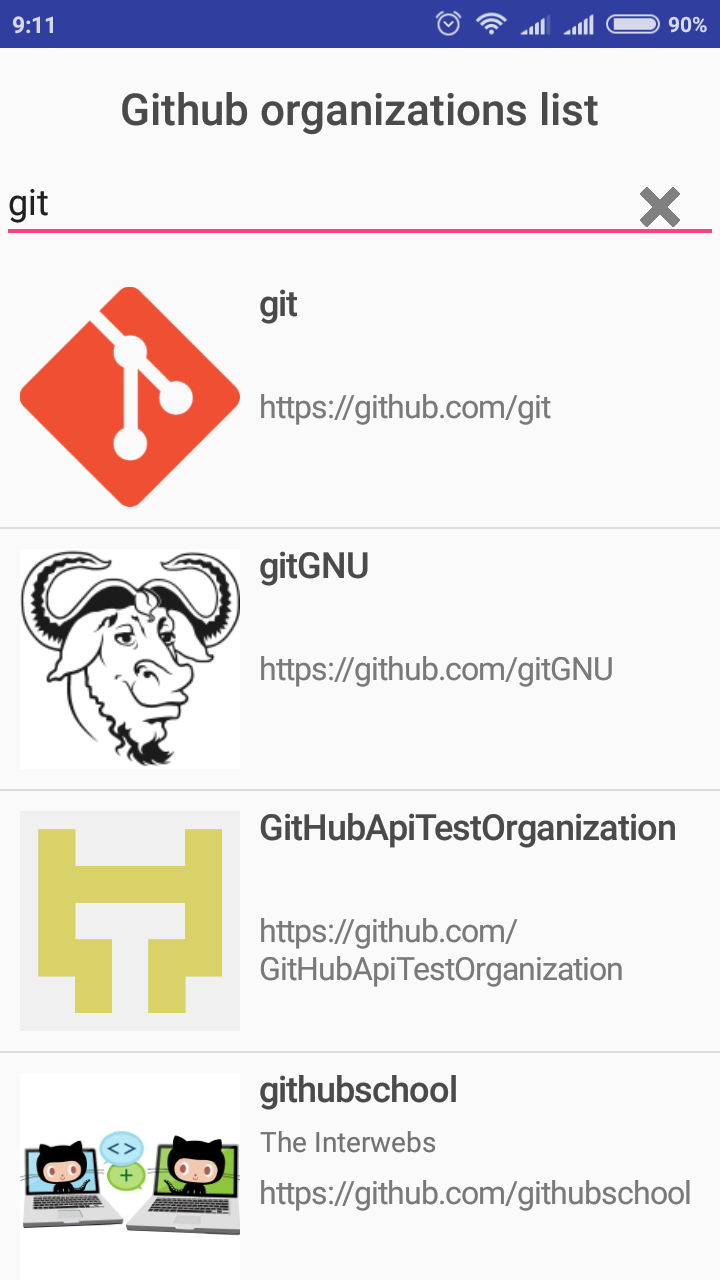 9:11
90%
Github organizations list
git
git
https://github.com/git
gitGNU
https://github.com/gitGNU
GitHubApiTestOrganization
https://github.com/
GitHubApiTestOrganization
githubschool
The Interwebs
https://github.com/githubschool